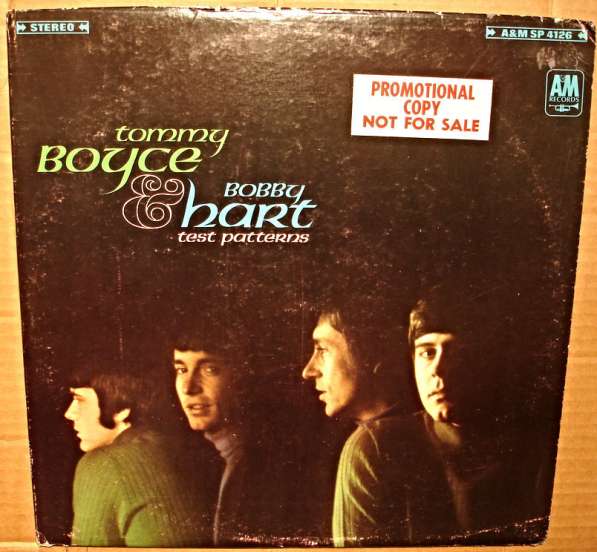 STEREO
A&M SP 4126
A&M
RECORDS
PROMOTIONAL
COPY
NOT FOR SALE
tommy
BOYCE
& BOBBY
hart
test patterns